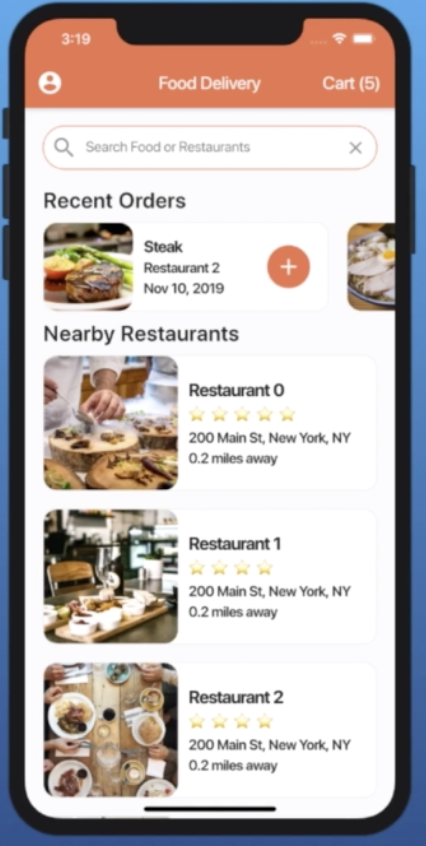 3:19
Food Delivery
Cart (5)
Search Food or Restaurants
Recent Orders
Steak
Restaurant 2
Nov 10, 2019
Nearby Restaurants
Restaurant 0
200 Main St, New York, NY
0.2 miles away
Restaurant 1
200 Main St, New York, NY
0.2 miles away
Restaurant 2
200 Main St, New York, NY
0.2 miles away